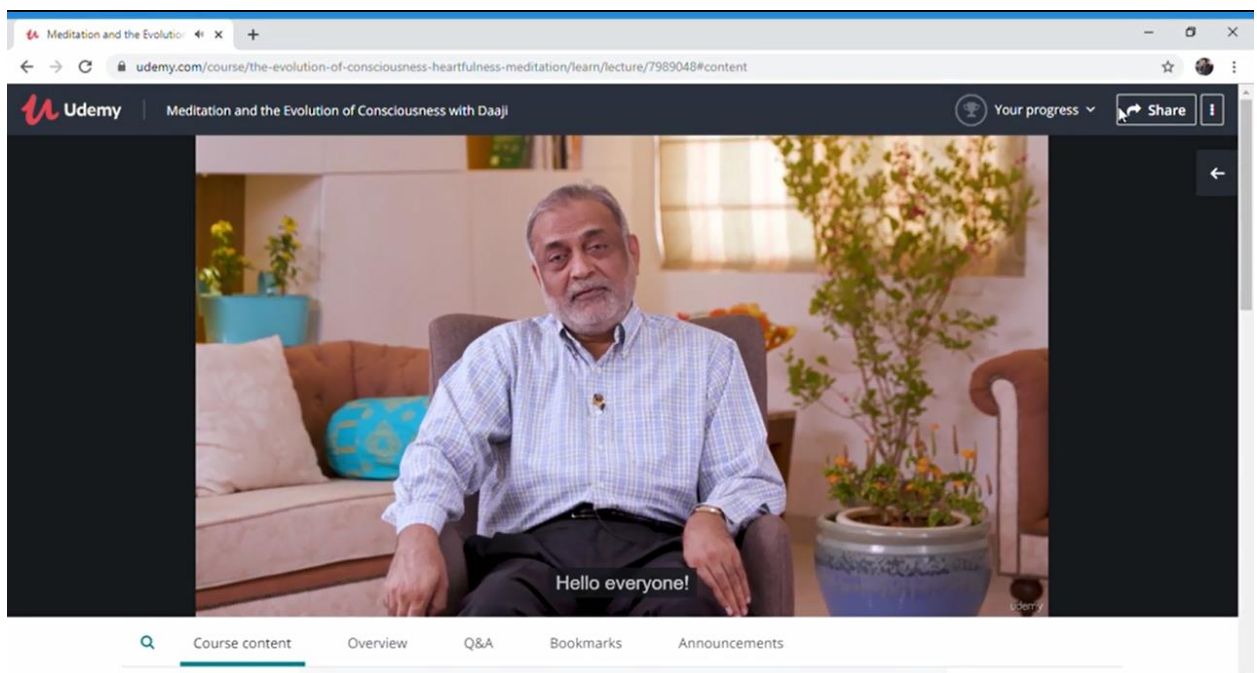 Meditation and the Evolution
udemy.com/course/the-evolution-of-consciousness-heartfulness-meditation/learn/lecture/7989048#content
Udemy Meditation and the Evolution of Consciousness with Daaji Your progress Share
Hello everyone!
udemy
Course content Overview Q&A Bookmarks Announcements